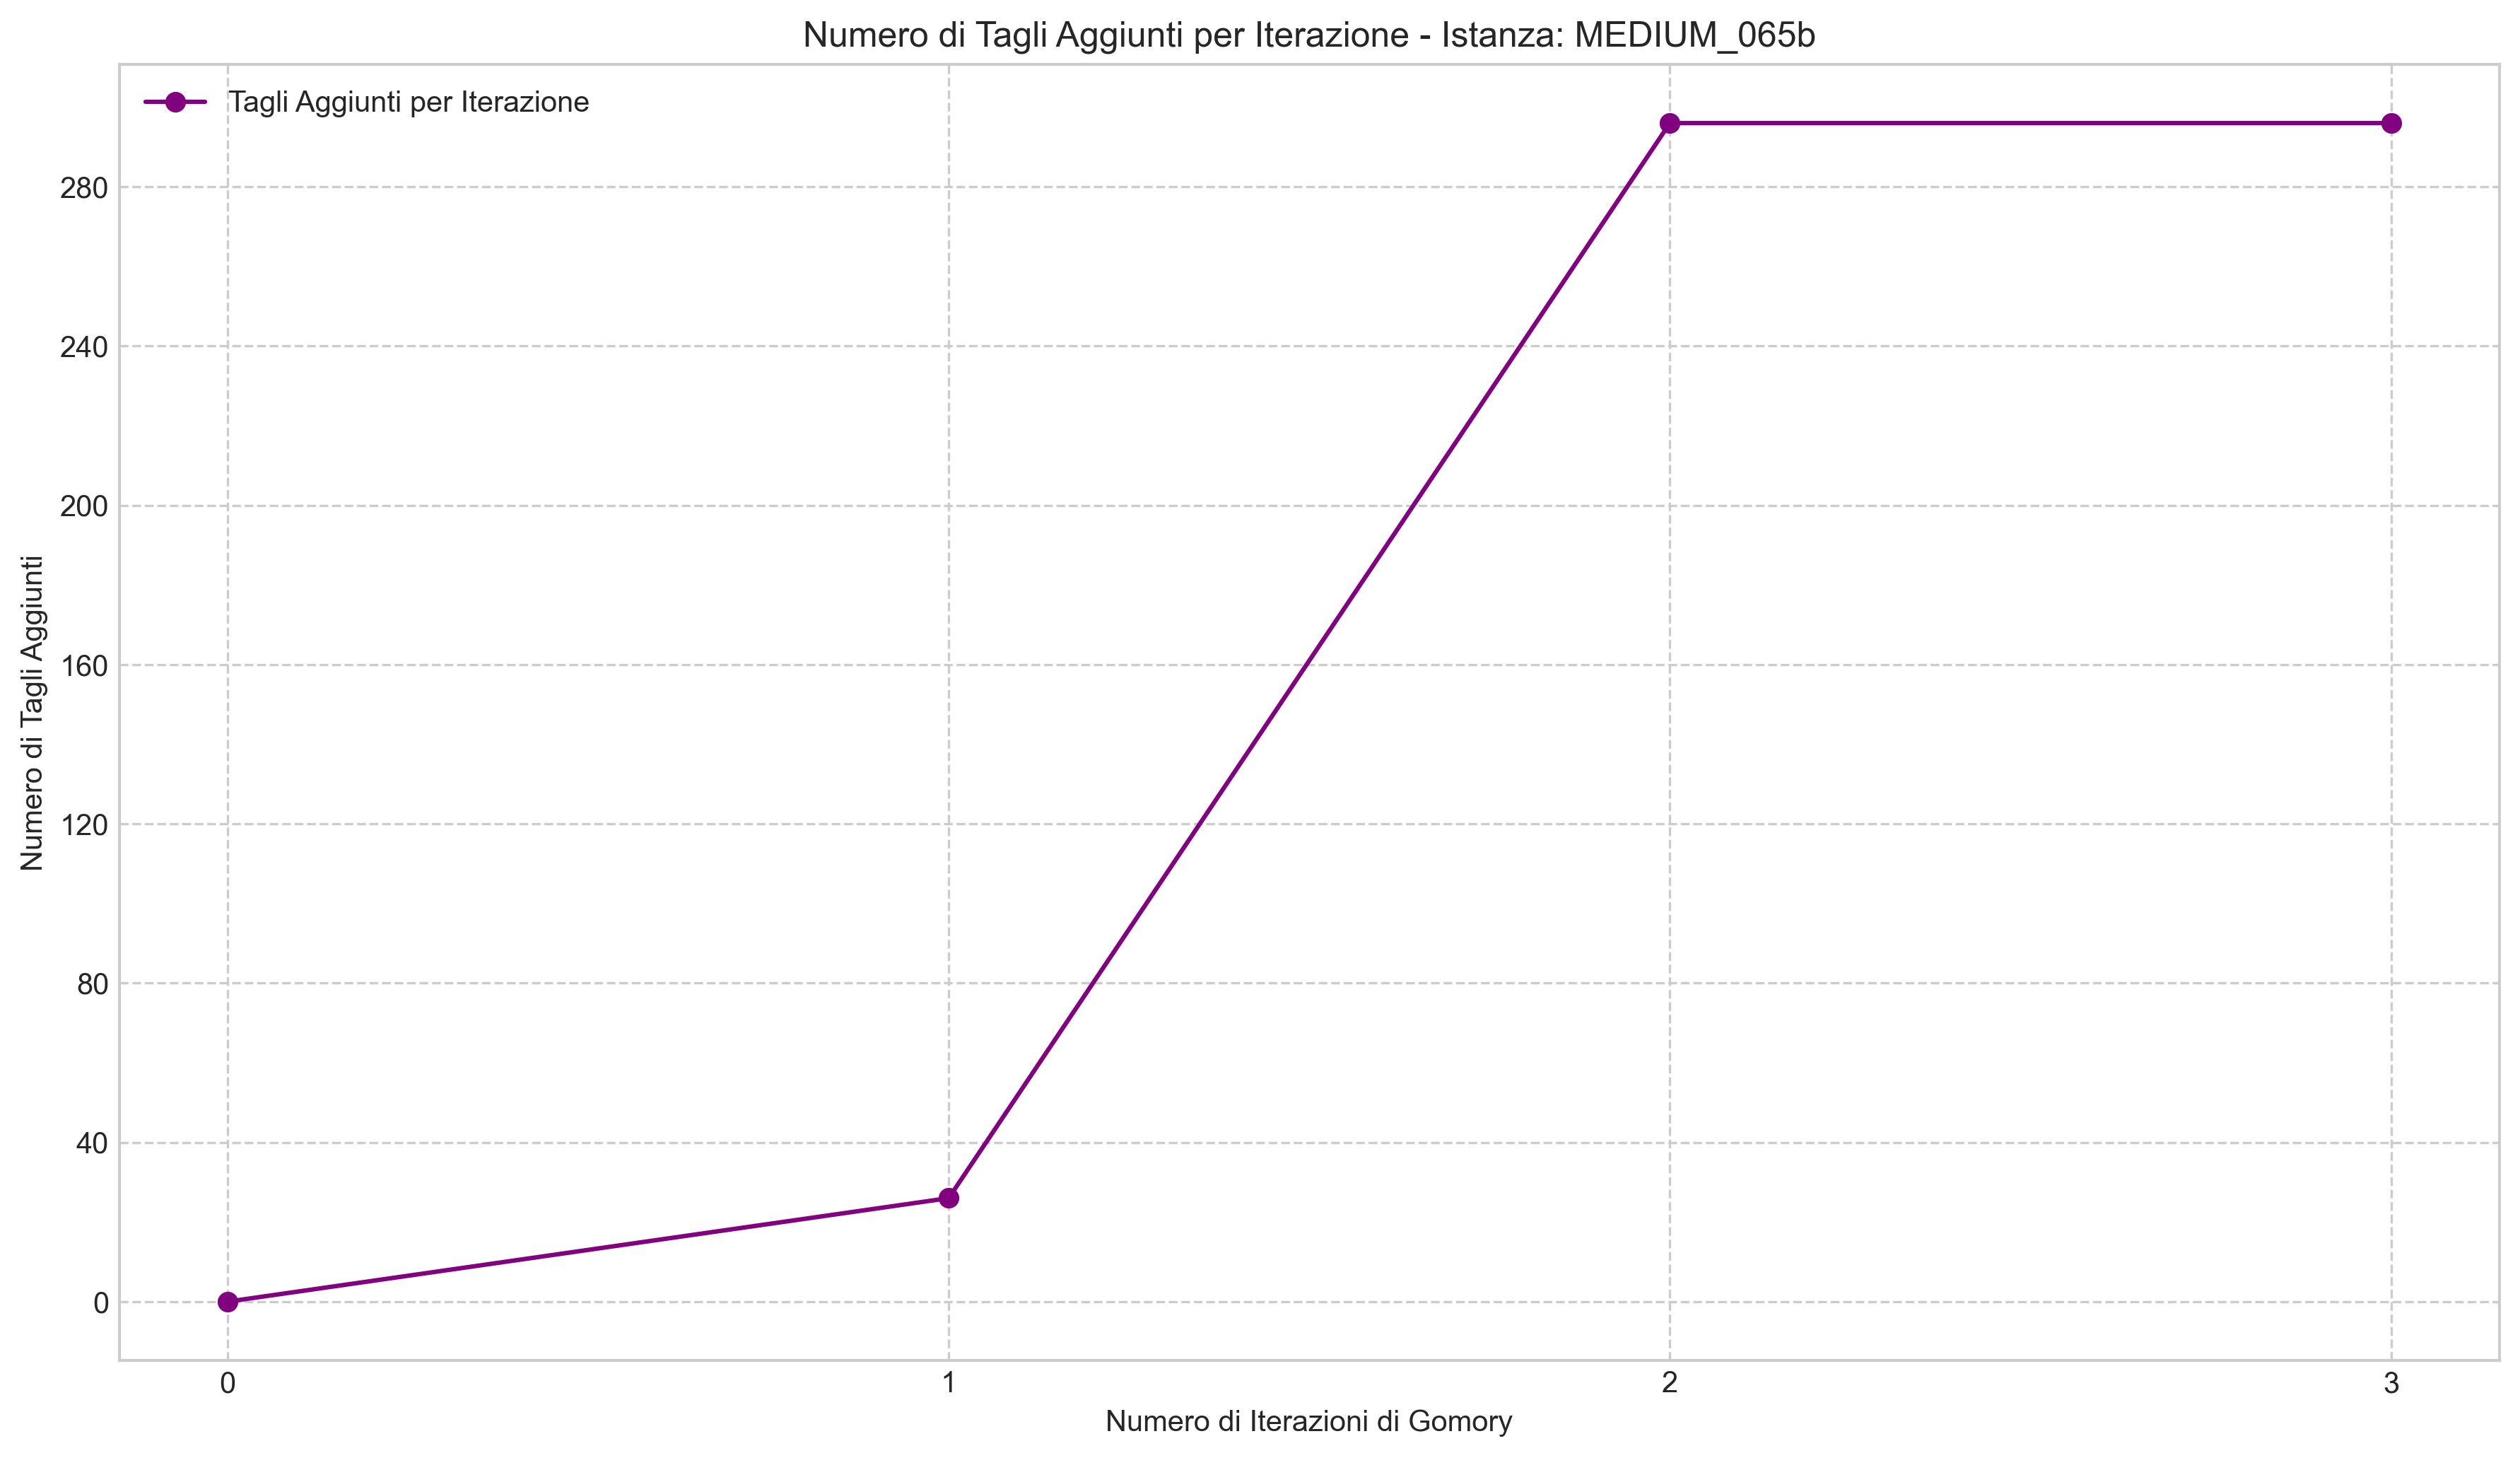 Numero di Tagli Aggiunti per Iterazione - Istanza: MEDIUM_065b
Tagli Aggiunti per Iterazione
280
240
200
160
120
80
40
0
Numero di Tagli Aggiunti
0 1 2 3
Numero di Iterazioni di Gomory